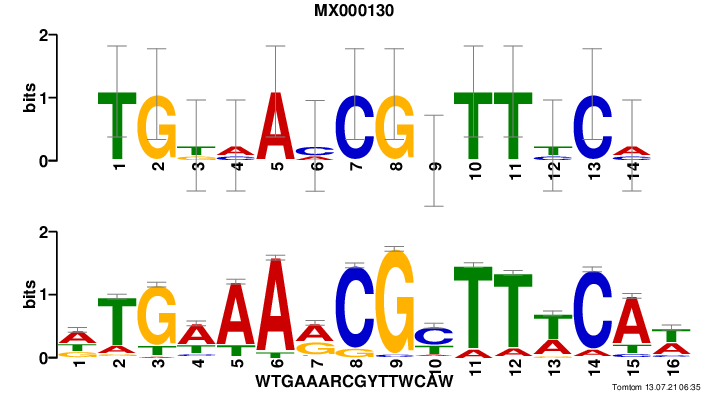 MX000130
2
1
0
bits
T G T A A C C G T T T C A
G C A C C
1 2 3 4 5 6 7 8 9 10 11 12 13 14
2
1
0
bits
A T G A A A A C G C T T T C A T
T A T T T T G G C T A A A A T A
1 2 3 4 5 6 7 8 9 10 11 12 13 14 15 16
WTGAAARCGYTTWCAW
Tomtom 13.07.21 06:35